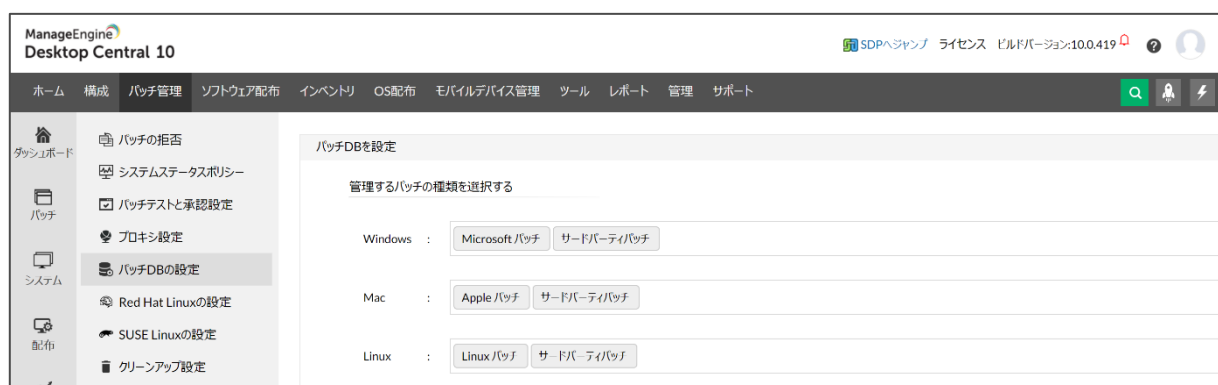 ManageEngine
Desktop Central 10
SDPへジャンプ ライセンス ビルドバージョン:10.0.419
ホーム 構成 パッチ管理 ソフトウェア配布 インベントリ OS配布 モバイルデバイス管理 ツール レポート 管理 サポート
ダッシュボード
パッチ
システム
配布
パッチの拒否
システムステータスポリシー
パッチテストと承認設定
プロキシ設定
パッチDBの設定
Red Hat Linuxの設定
SUSE Linuxの設定
クリーンアップ設定
パッチDBを設定
管理するパッチの種類を選択する
Windows : Microsoft パッチ サードパーティパッチ
Mac : Apple パッチ サードパーティパッチ
Linux : Linux パッチ サードパーティパッチ